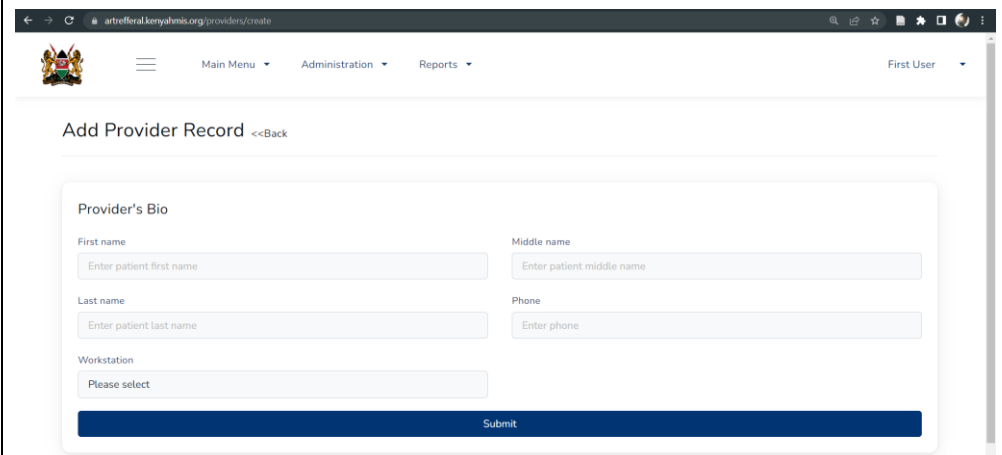 artrefferal.kenyahmis.org/providers/create
Main Menu Administration Reports First User
Add Provider Record <<Back
Provider's Bio
First name Middle name
Enter patient first name Enter patient middle name
Last name Phone
Enter patient last name Enter phone
Workstation
Please select
Submit